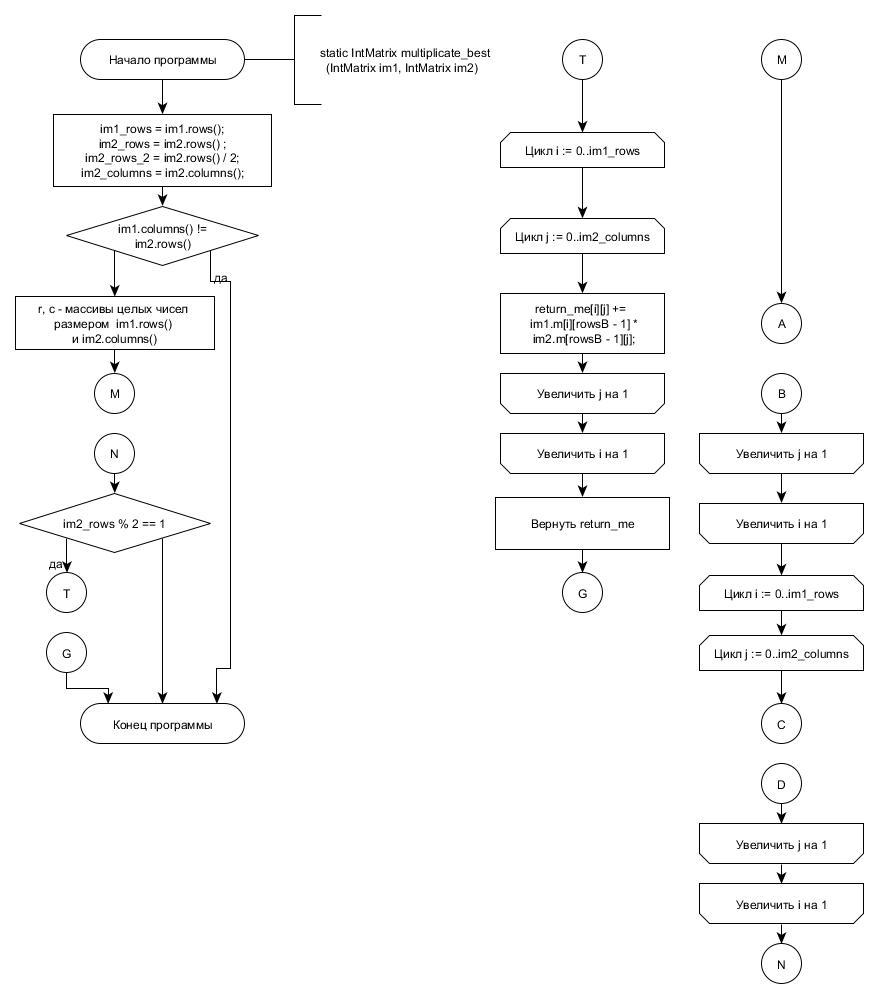 Начало программы
static IntMatrix multiplicate_best
(IntMatrix im1, IntMatrix im2)
im1_rows = im1.rows();
im2_rows = im2.rows() ;
im2_rows_2 = im2.rows() / 2;
im2_columns = im2.columns();
im1.columns() !=
im2.rows()
да
r, c - массивы целых чисел
размером im1.rows()
и im2.columns()
M
N
im2_rows % 2 == 1
да
T
G
Конец программы
T
Цикл i := 0..im1_rows
Цикл j := 0..im2_columns
return_me[i][j] +=
im1.m[i][rowsB - 1] *
im2.m[rowsB - 1][j];
Увеличить j на 1
Увеличить i на 1
Вернуть return_me
G
M
A
B
Увеличить j на 1
Увеличить i на 1
Цикл i := 0..im1_rows
Цикл j := 0..im2_columns
C
D
Увеличить j на 1
Увеличить i на 1
N